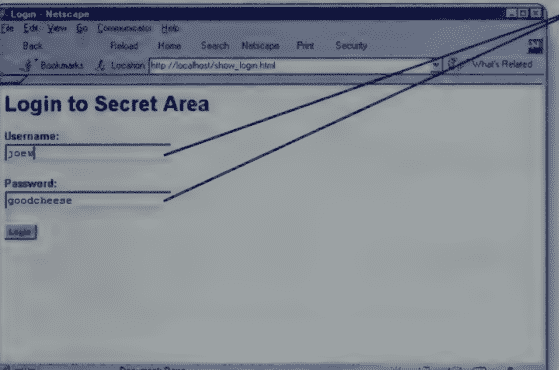 Login - Netscape
File Edit View Go Communicator Help
Back Reload Home Search Netscape Print Security
Bookmarks Location http://localhost/show_login.html What's Related
Login to Secret Area
Username:
joew
Password:
goodcheese
Login